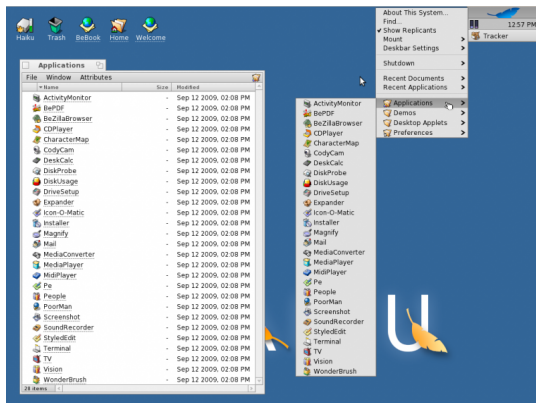 Haiku
Trash
BeBook
Home
Welcome
About This System...
Find...
Show Replicants
Mount
Deskbar Settings
Shutdown
Recent Documents
Recent Applications
Applications
Demos
Desktop Applets
Preferences
12:57 PM
Tracker
Applications
File Window Attributes
Name Size Modified
ActivityMonitor - Sep 12 2009, 02:08 PM
BePDF - Sep 12 2009, 02:08 PM
BeZillaBrowser - Sep 12 2009, 02:08 PM
CDPlayer - Sep 12 2009, 02:08 PM
CharacterMap - Sep 12 2009, 02:08 PM
CodyCam - Sep 12 2009, 02:08 PM
DeskCalc - Sep 12 2009, 02:08 PM
DiskProbe - Sep 12 2009, 02:08 PM
DiskUsage - Sep 12 2009, 02:08 PM
DriveSetup - Sep 12 2009, 02:08 PM
Expander - Sep 12 2009, 02:08 PM
Icon-O-Matic - Sep 12 2009, 02:08 PM
Installer - Sep 12 2009, 02:08 PM
Magnify - Sep 12 2009, 02:08 PM
Mail - Sep 12 2009, 02:08 PM
MediaConverter - Sep 12 2009, 02:08 PM
MediaPlayer - Sep 12 2009, 02:08 PM
MidiPlayer - Sep 12 2009, 02:08 PM
Pe - Sep 12 2009, 02:08 PM
People - Sep 12 2009, 02:08 PM
PoorMan - Sep 12 2009, 02:08 PM
Screenshot - Sep 12 2009, 02:08 PM
SoundRecorder - Sep 12 2009, 02:08 PM
StyledEdit - Sep 12 2009, 02:08 PM
Terminal - Sep 12 2009, 02:08 PM
TV - Sep 12 2009, 02:08 PM
Vision - Sep 12 2009, 02:08 PM
WonderBrush - Sep 12 2009, 02:08 PM
28 items
ActivityMonitor
BePDF
BeZillaBrowser
CDPlayer
CharacterMap
CodyCam
DeskCalc
DiskProbe
DiskUsage
DriveSetup
Expander
Icon-O-Matic
Installer
Magnify
Mail
MediaConverter
MediaPlayer
MidiPlayer
Pe
People
PoorMan
Screenshot
SoundRecorder
StyledEdit
Terminal
TV
Vision
WonderBrush
U